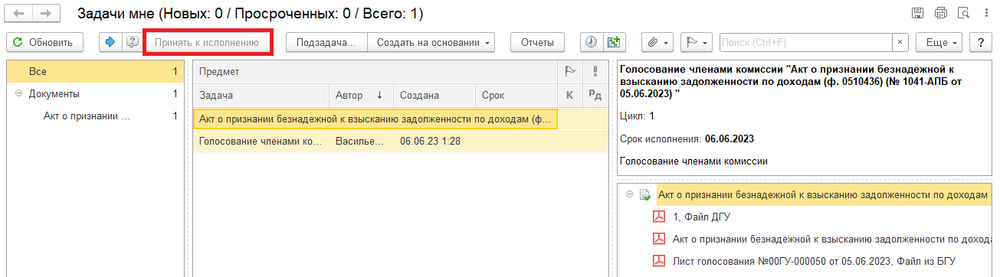 Задачи мне (Новых: 0 / Просроченных: 0 / Всего: 1)
Обновить Принять к исполнению Подзадача... Создать на основании Отчеты Поиск (Ctrl+F) × Еще ?
Все 1
Документы 1
Акт о признании ... 1
Предмет
Задача Автор ↓ Создана Срок К Рд
Акт о признании безнадежной к взысканию задолженности по доходам (ф...
Голосование членами ко... Василье... 06.06.23 1:28
Голосование членами комиссии "Акт о признании безнадежной к
взысканию задолженности по доходам (ф. 0510436) (№ 1041-АПБ от
05.06.2023) "
Цикл: 1
Срок исполнения: 06.06.2023
Голосование членами комиссии
Акт о признании безнадежной к взысканию задолженности по доходам
1, Файл ДГУ
Акт о признании безнадежной к взысканию задолженности по доход
Лист голосования №00ГУ-000050 от 05.06.2023, Файл из БГУ